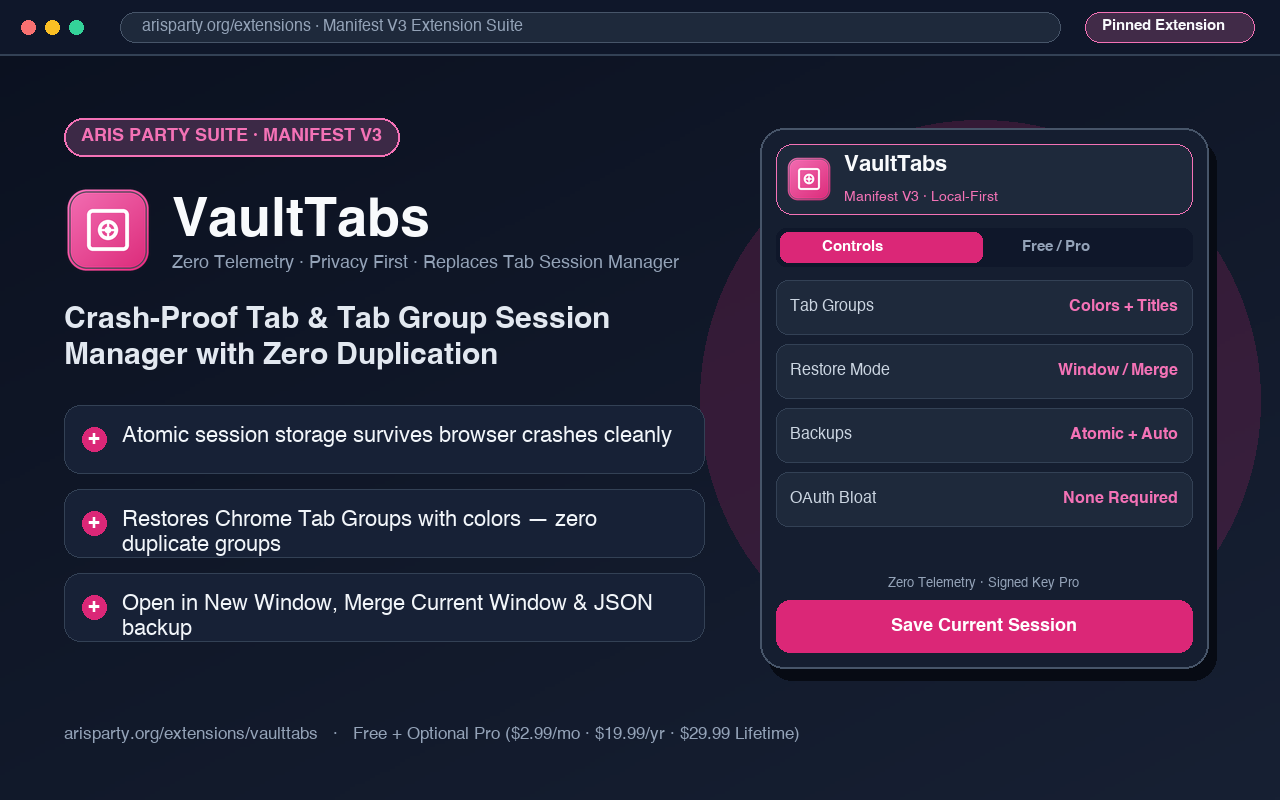 arisparty.org/extensions · Manifest V3 Extension Suite
Pinned Extension
ARIS PARTY SUITE · MANIFEST V3
VaultTabs
Zero Telemetry · Privacy First · Replaces Tab Session Manager
Crash-Proof Tab & Tab Group Session
Manager with Zero Duplication
+ Atomic session storage survives browser crashes cleanly
+ Restores Chrome Tab Groups with colors — zero
duplicate groups
+ Open in New Window, Merge Current Window & JSON
backup
VaultTabs
Manifest V3 · Local-First
Controls
Free / Pro
Tab Groups Colors + Titles
Restore Mode Window / Merge
Backups Atomic + Auto
OAuth Bloat None Required
Zero Telemetry · Signed Key Pro
Save Current Session
arisparty.org/extensions/vaulttabs · Free + Optional Pro ($2.99/mo · $19.99/yr · $29.99 Lifetime)